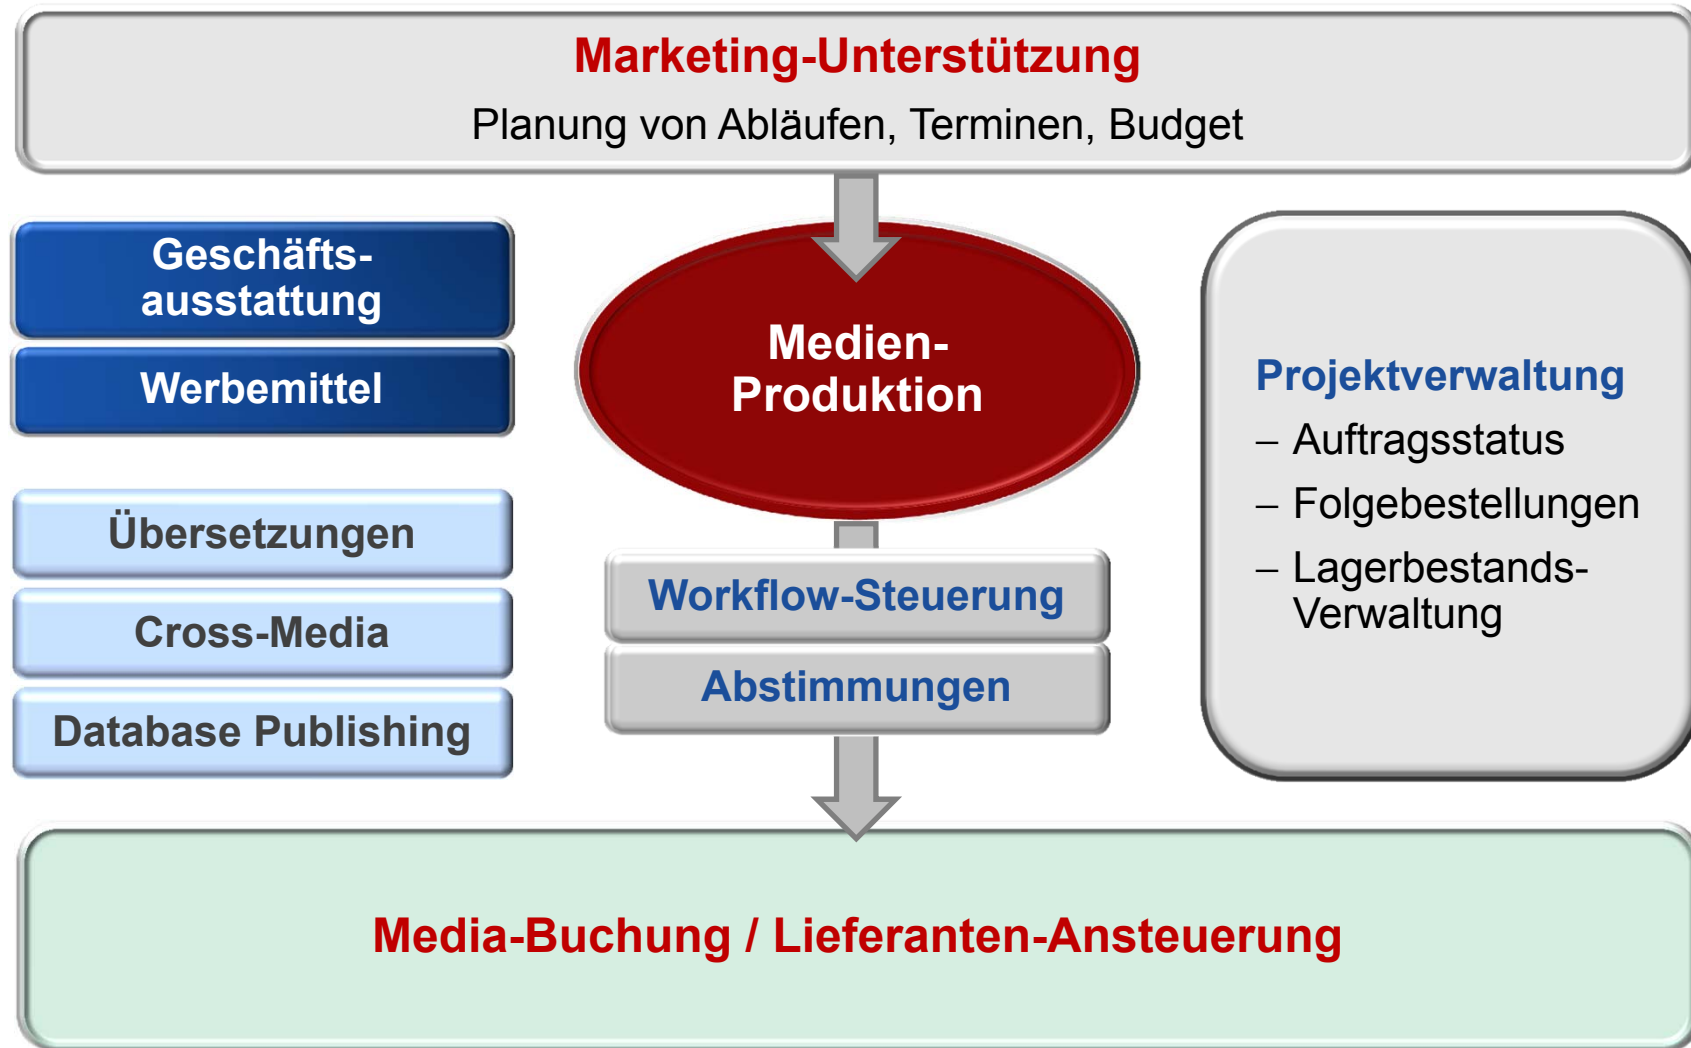 Marketing-Unterstützung
Planung von Abläufen, Terminen, Budget
Geschäfts-
ausstattung
Werbemittel
Übersetzungen
Cross-Media
Database Publishing
Medien-
Produktion
Workflow-Steuerung
Abstimmungen
Projektverwaltung
– Auftragsstatus
– Folgebestellungen
– Lagerbestands-
Verwaltung
Media-Buchung / Lieferanten-Ansteuerung